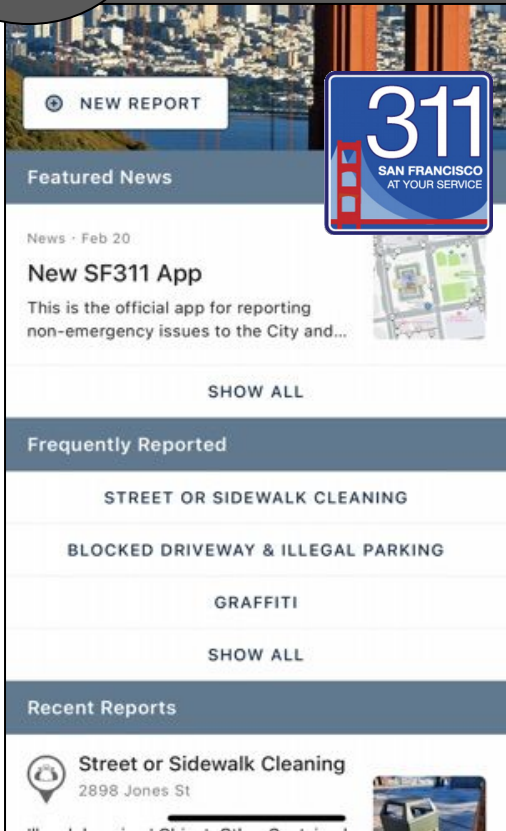 NEW REPORT
311
SAN FRANCISCO
AT YOUR SERVICE
Featured News
News · Feb 20
New SF311 App
This is the official app for reporting
non-emergency issues to the City and...
SHOW ALL
Frequently Reported
STREET OR SIDEWALK CLEANING
BLOCKED DRIVEWAY & ILLEGAL PARKING
GRAFFITI
SHOW ALL
Recent Reports
Street or Sidewalk Cleaning
2898 Jones St